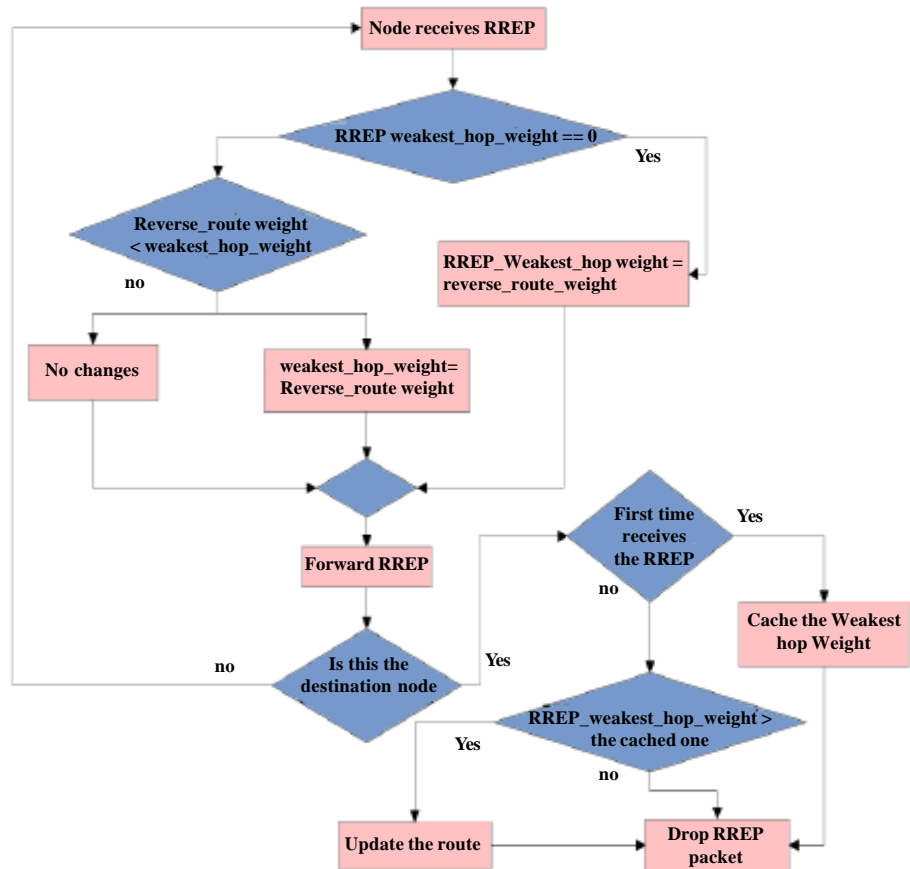 Node receives RREP
RREP weakest_hop_weight == 0
Yes
Reverse_route weight
< weakest_hop_weight
no
RREP_Weakest_hop weight =
reverse_route_weight
No changes
weakest_hop_weight=
Reverse_route weight
First time
receives
the RREP
Yes
no
Forward RREP
Cache the Weakest
hop Weight
Is this the
destination node
no
Yes
RREP_weakest_hop_weight >
the cached one
Yes
no
Update the route
Drop RREP
packet